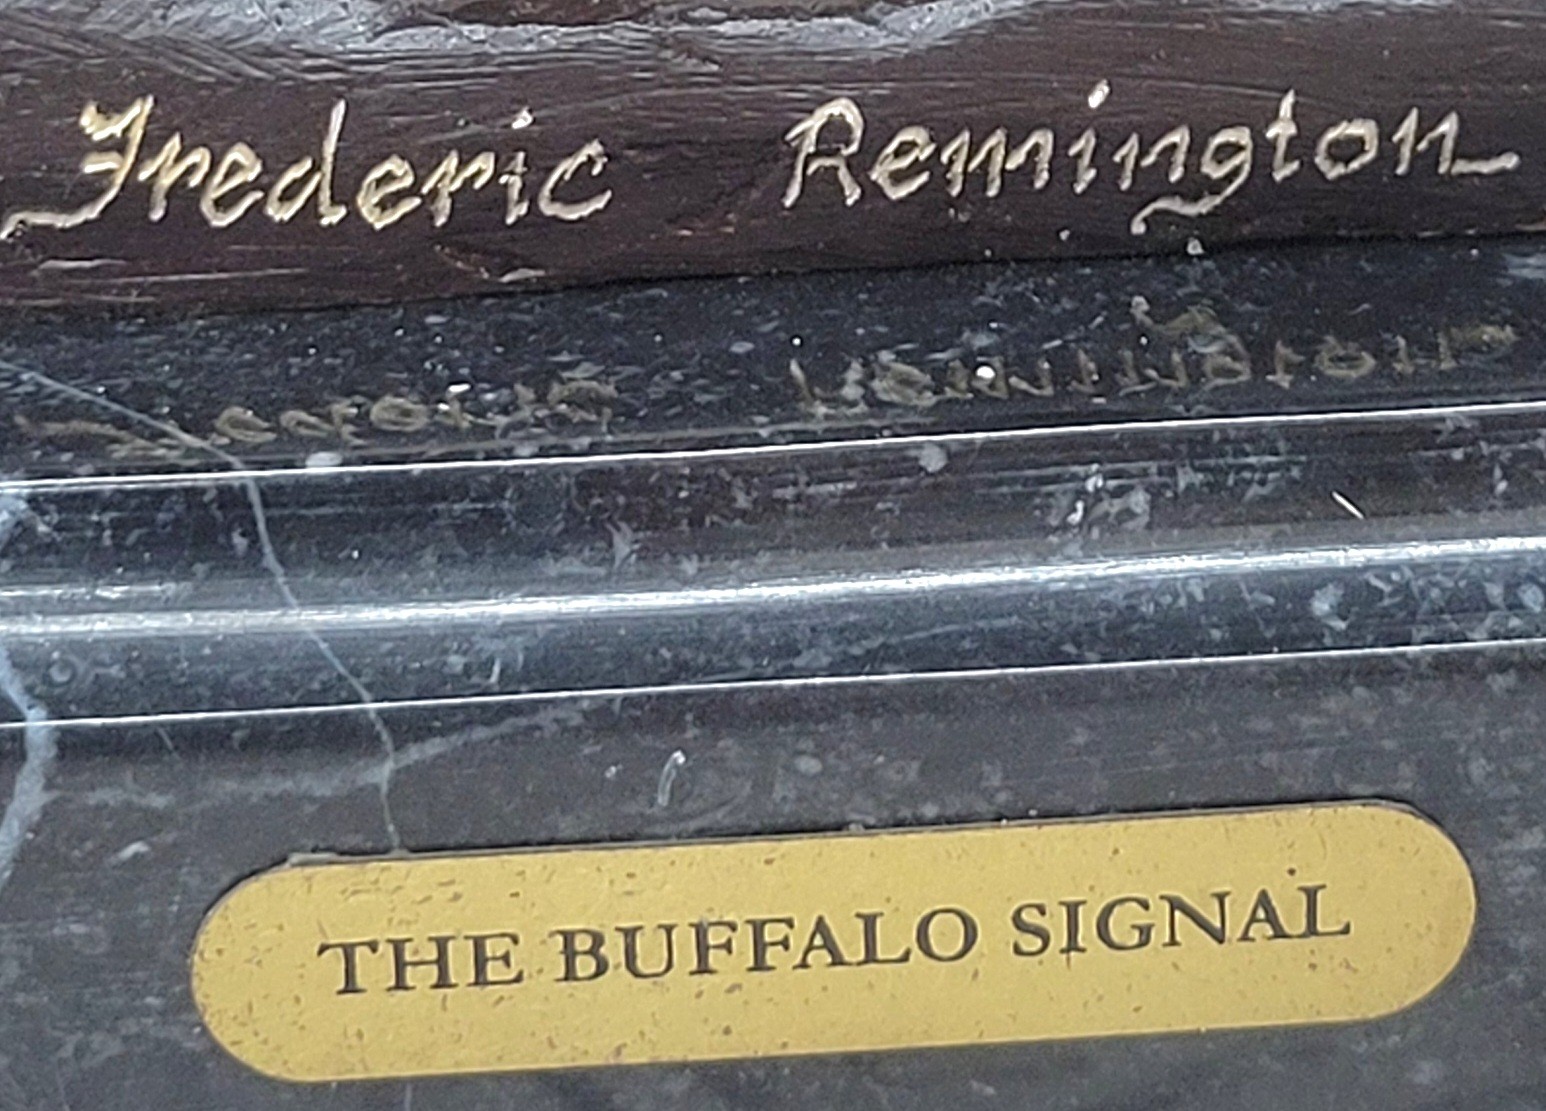 Frederic Remington
THE BUFFALO SIGNAL